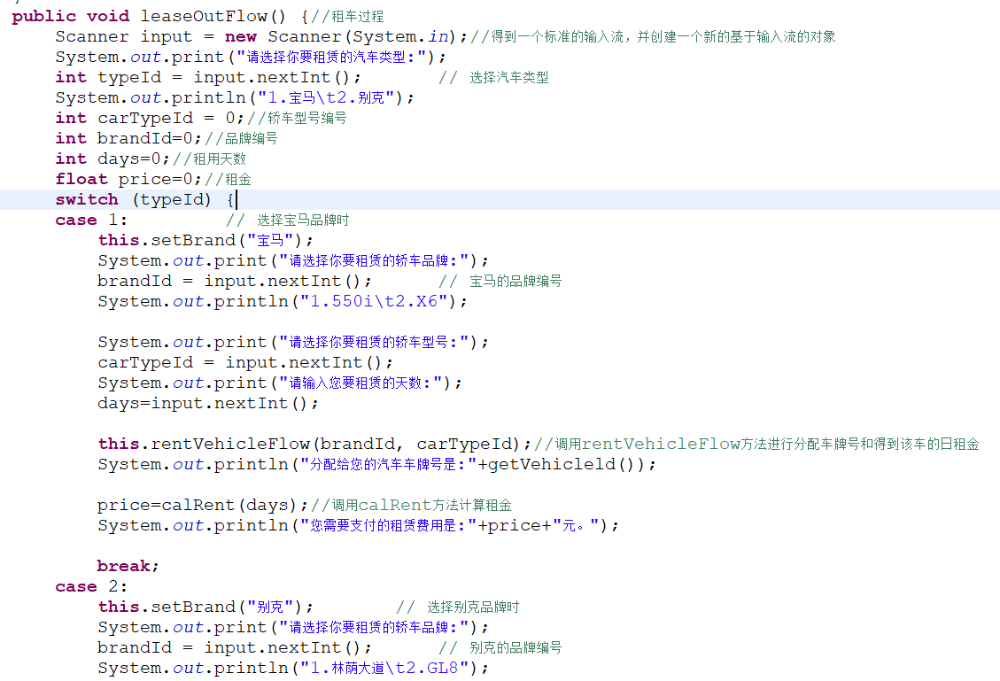 public void leaseOutFlow() {//租车过程
Scanner input = new Scanner(System.in);//得到一个标准的输入流，并创建一个新的基于输入流的对象
System.out.print("请选择你要租赁的汽车类型:");
int typeId = input.nextInt(); // 选择汽车类型
System.out.println("1.宝马\t2.别克");
int carTypeId = 0;//轿车型号编号
int brandId=0;//品牌编号
int days=0;//租用天数
float price=0;//租金
switch (typeId) {
case 1: // 选择宝马品牌时
this.setBrand("宝马");
System.out.print("请选择你要租赁的轿车品牌:");
brandId = input.nextInt(); // 宝马的品牌编号
System.out.println("1.550i\t2.X6");
System.out.print("请选择你要租赁的轿车型号:");
carTypeId = input.nextInt();
System.out.print("请输入您要租赁的天数:");
days=input.nextInt();
this.rentVehicleFlow(brandId, carTypeId);//调用rentVehicleFlow方法进行分配车牌号和得到该车的日租金
System.out.println("分配给您的汽车车牌号是:"+getVehicleld());
price=calRent(days);//调用calRent方法计算租金
System.out.println("您需要支付的租赁费用是:"+price+"元。");
break;
case 2:
this.setBrand("别克"); // 选择别克品牌时
System.out.print("请选择你要租赁的轿车品牌:");
brandId = input.nextInt(); // 别克的品牌编号
System.out.println("1.林荫大道\t2.GL8");